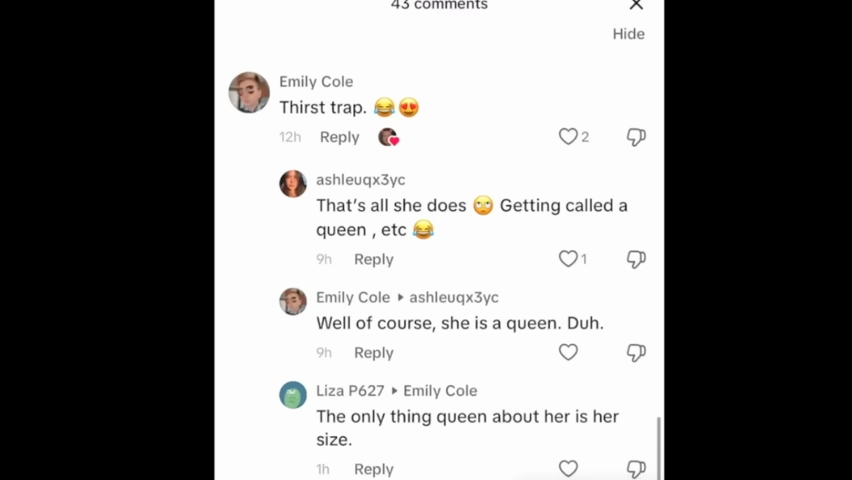 43 comments
Hide
Emily Cole
Thirst trap. 😂😍
12h Reply 2
ashleuqx3yc
That's all she does 🙄 Getting called a
queen , etc 😂
9h Reply 1
Emily Cole ▸ ashleuqx3yc
Well of course, she is a queen. Duh.
9h Reply
Liza P627 ▸ Emily Cole
The only thing queen about her is her
size.
1h Reply